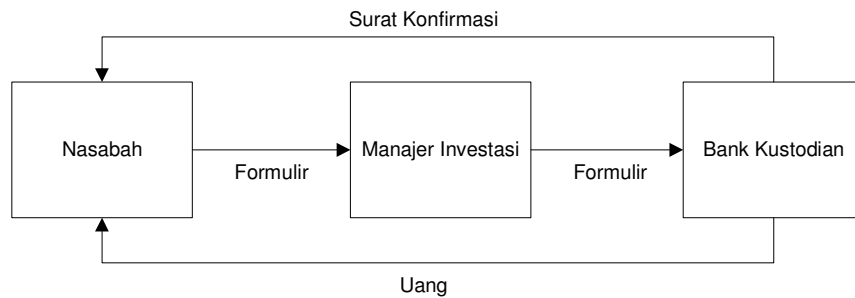 Surat Konfirmasi
Nasabah
Manajer Investasi
Bank Kustodian
Formulir
Formulir
Uang